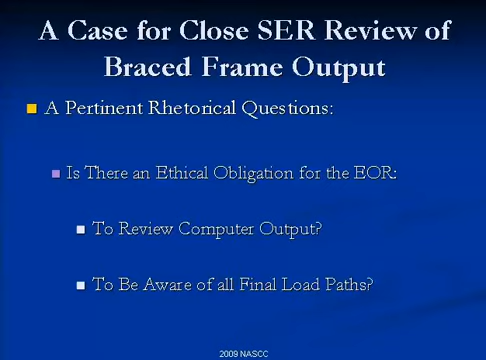 A Case for Close SER Review of
Braced Frame Output
A Pertinent Rhetorical Questions:
Is There an Ethical Obligation for the EOR:
To Review Computer Output?
To Be Aware of all Final Load Paths?
2009 NASCC